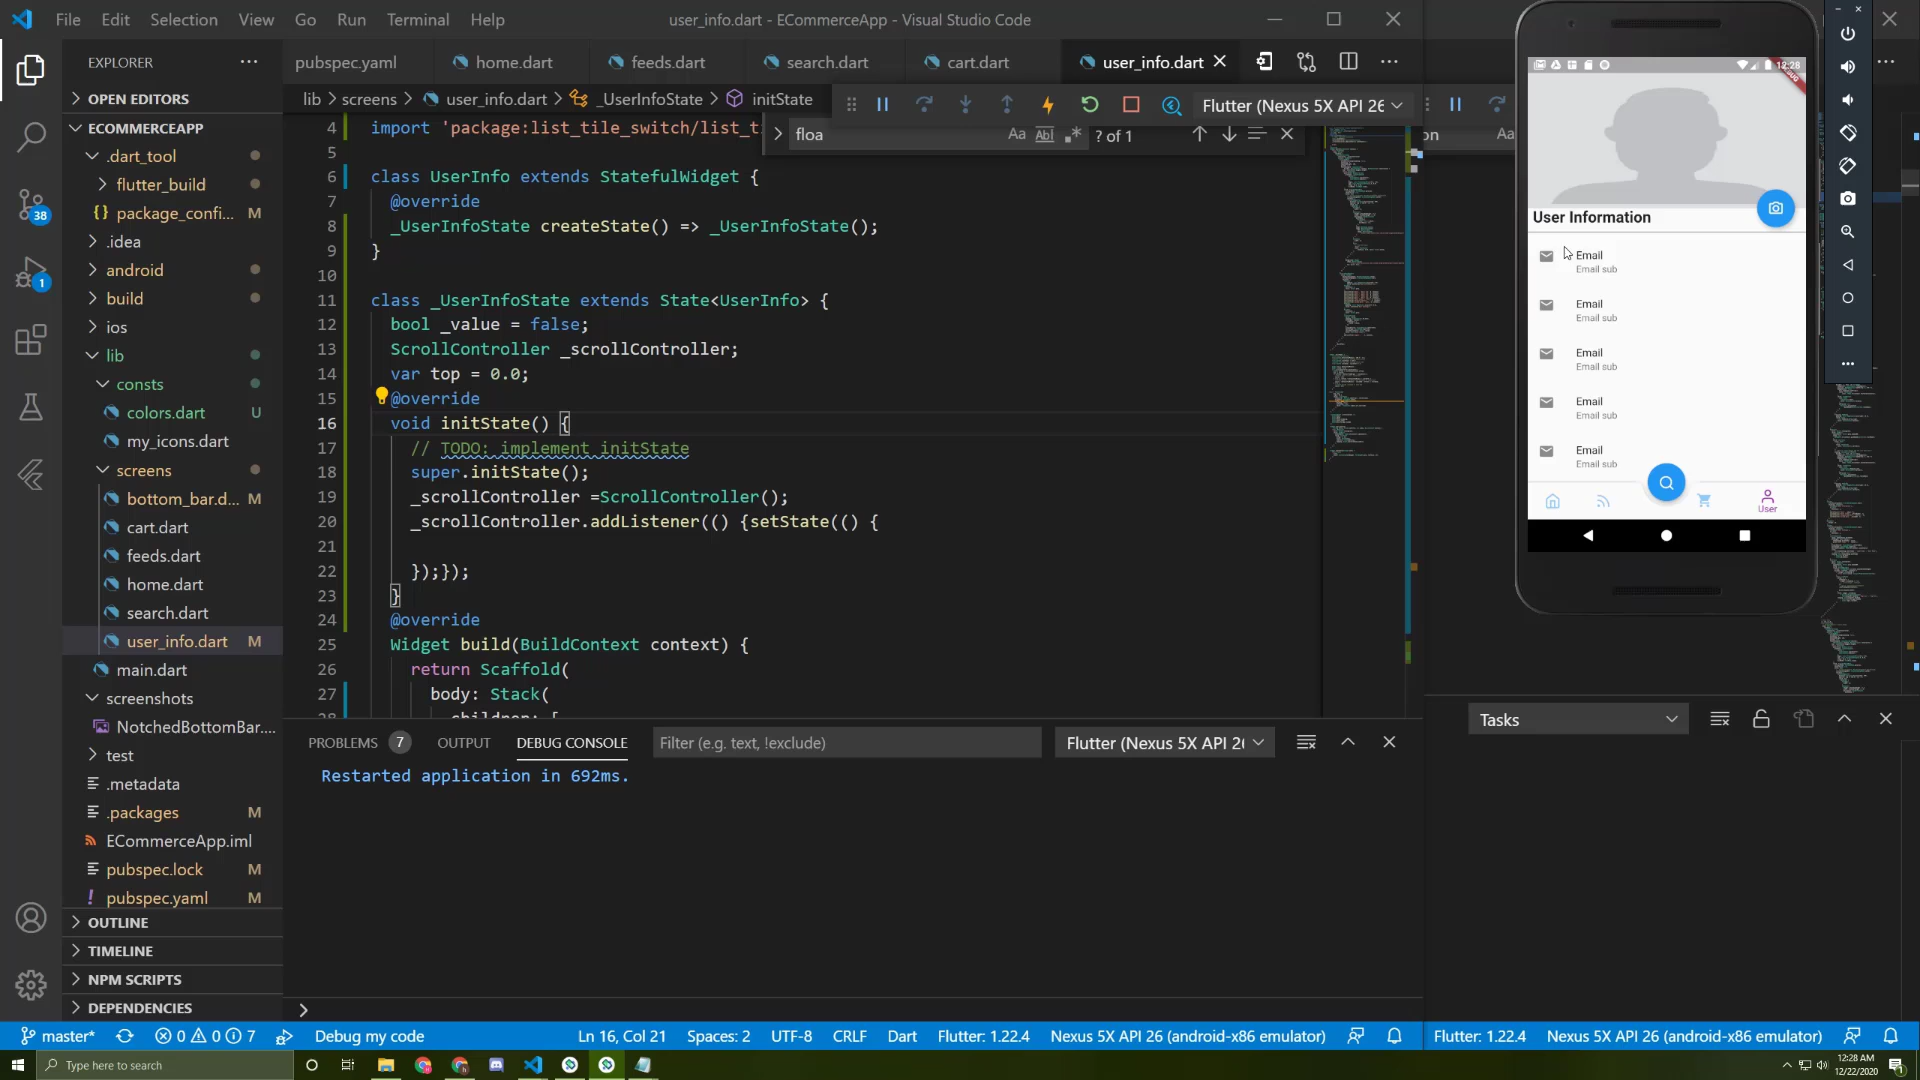 File Edit Selection View Go Run Terminal Help
user_info.dart - ECommerceApp - Visual Studio Code
EXPLORER
OPEN EDITORS
ECOMMERCEAPP
.dart_tool
flutter_build
{} package_confi... M
.idea
android
build
ios
lib
consts
colors.dart U
my_icons.dart
screens
bottom_bar.d... M
cart.dart
feeds.dart
home.dart
search.dart
user_info.dart M
main.dart
screenshots
NotchedBottomBar....
test
.metadata
.packages M
ECommerceApp.iml
pubspec.lock M
! pubspec.yaml M
OUTLINE
TIMELINE
NPM SCRIPTS
DEPENDENCIES
38
1
pubspec.yaml home.dart feeds.dart search.dart cart.dart user_info.dart
lib > screens > user_info.dart > _UserInfoState > initState
Flutter (Nexus 5X API 26
floa Aa Abl ? of 1
on Aa
4 import 'package:list_tile_switch/list_t
5
6 class UserInfo extends StatefulWidget {
7 @override
8 _UserInfoState createState() => _UserInfoState();
9 }
10
11 class _UserInfoState extends State<UserInfo> {
12 bool _value = false;
13 ScrollController _scrollController;
14 var top = 0.0;
15 @override
16 void initState() {
17 // TODO: implement initState
18 super.initState();
19 _scrollController =ScrollController();
20 _scrollController.addListener(() {setState(() {
21
22 });});
23 }
24 @override
25 Widget build(BuildContext context) {
26 return Scaffold(
27 body: Stack(
28 children: [
PROBLEMS 7 OUTPUT DEBUG CONSOLE Filter (e.g. text, !exclude) Flutter (Nexus 5X API 2
Restarted application in 692ms.
Tasks
12:28
User Information
Email
Email sub
Email
Email sub
Email
Email sub
Email
Email sub
Email
Email sub
User
master* 0 0 7 Debug my code Ln 16, Col 21 Spaces: 2 UTF-8 CRLF Dart Flutter: 1.22.4 Nexus 5X API 26 (android-x86 emulator)
Flutter: 1.22.4 Nexus 5X API 26 (android-x86 emulator)
Type here to search
12:28 AM
12/22/2020